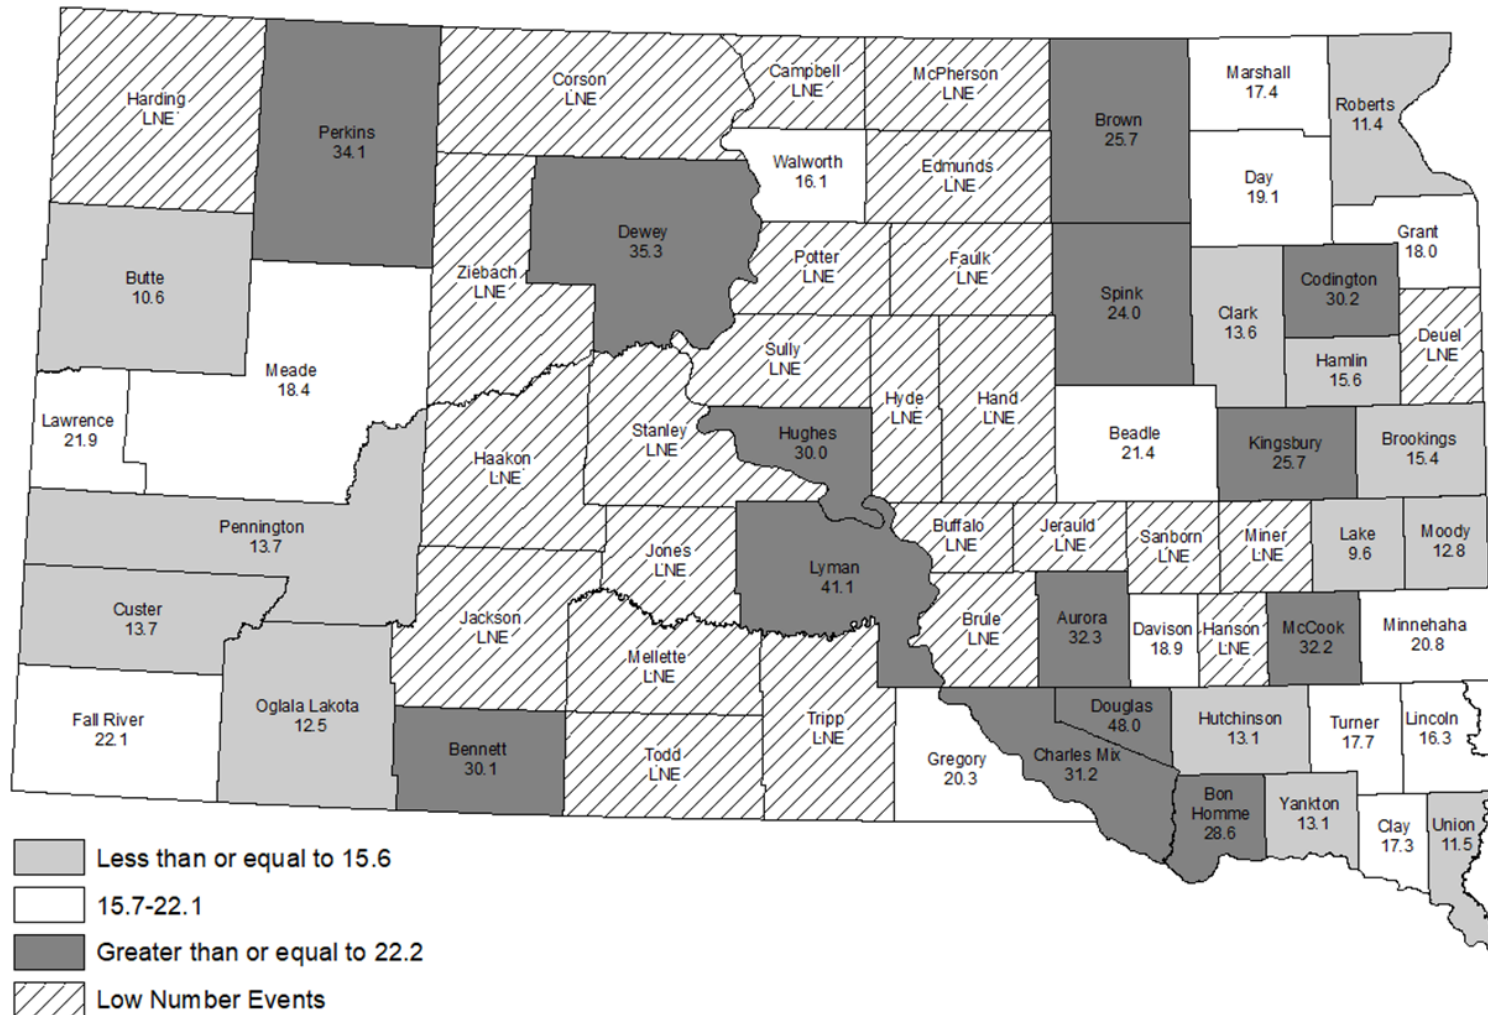 Harding
LNE
Perkins
34.1
Corson
LNE
Campbell
LNE
McPherson
LNE
Brown
25.7
Marshall
17.4
Roberts
11.4
Walworth
16.1
Edmunds
LNE
Day
19.1
Grant
18.0
Butte
10.6
Ziebach
LNE
Dewey
35.3
Potter
LNE
Faulk
LNE
Spink
24.0
Clark
13.6
Codington
30.2
Deuel
LNE
Hamlin
15.6
Meade
18.4
Sully
LNE
Hyde
LNE
Hand
LNE
Lawrence
21.9
Haakon
LNE
Stanley
LNE
Hughes
30.0
Beadle
21.4
Kingsbury
25.7
Brookings
15.4
Pennington
13.7
Jones
LNE
Lyman
41.1
Buffalo
LNE
Jerauld
LNE
Sanborn
LNE
Miner
LNE
Lake
9.6
Moody
12.8
Custer
13.7
Jackson
LNE
Mellette
LNE
Brule
LNE
Aurora
32.3
Davison
18.9
Hanson
LNE
McCook
32.2
Minnehaha
20.8
Fall River
22.1
Oglala Lakota
12.5
Bennett
30.1
Todd
LNE
Tripp
LNE
Gregory
20.3
Charles Mix
31.2
Douglas
48.0
Hutchinson
13.1
Turner
17.7
Lincoln
16.3
Bon
Homme
28.6
Yankton
13.1
Clay
17.3
Union
11.5
Less than or equal to 15.6
15.7-22.1
Greater than or equal to 22.2
Low Number Events